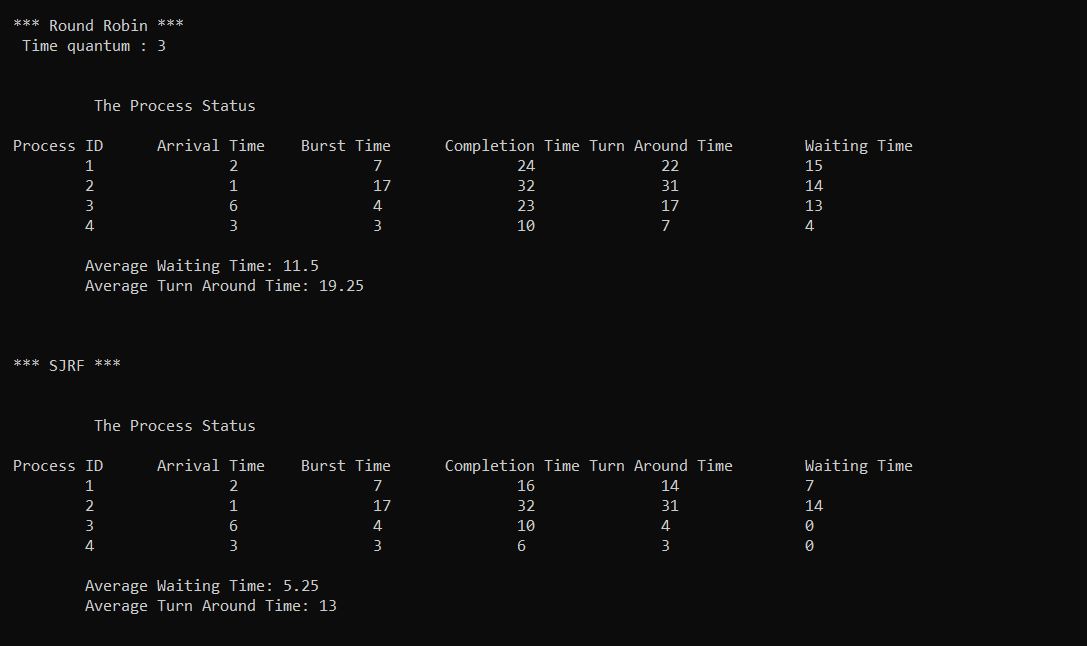 *** Round Robin ***
Time quantum : 3
The Process Status
Process ID Arrival Time Burst Time Completion Time Turn Around Time Waiting Time
1 2 7 24 22 15
2 1 17 32 31 14
3 6 4 23 17 13
4 3 3 10 7 4
Average Waiting Time: 11.5
Average Turn Around Time: 19.25
*** SJRF ***
The Process Status
Process ID Arrival Time Burst Time Completion Time Turn Around Time Waiting Time
1 2 7 16 14 7
2 1 17 32 31 14
3 6 4 10 4 0
4 3 3 6 3 0
Average Waiting Time: 5.25
Average Turn Around Time: 13